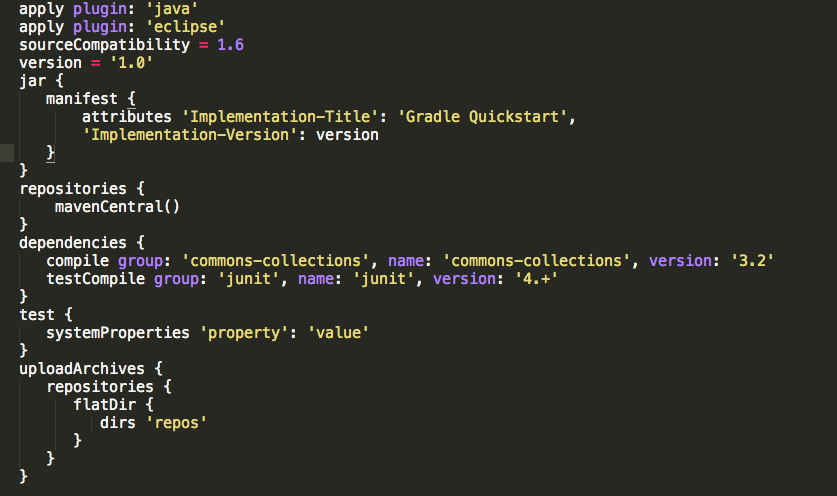 apply plugin: 'java'
apply plugin: 'eclipse'
sourceCompatibility = 1.6
version = '1.0'
jar {
   manifest {
       attributes 'Implementation-Title': 'Gradle Quickstart',
       'Implementation-Version': version
   }
}
repositories {
    mavenCentral()
}
dependencies {
   compile group: 'commons-collections', name: 'commons-collections', version: '3.2'
   testCompile group: 'junit', name: 'junit', version: '4.+'
}
test {
   systemProperties 'property': 'value'
}
uploadArchives {
   repositories {
      flatDir {
         dirs 'repos'
      }
   }
}